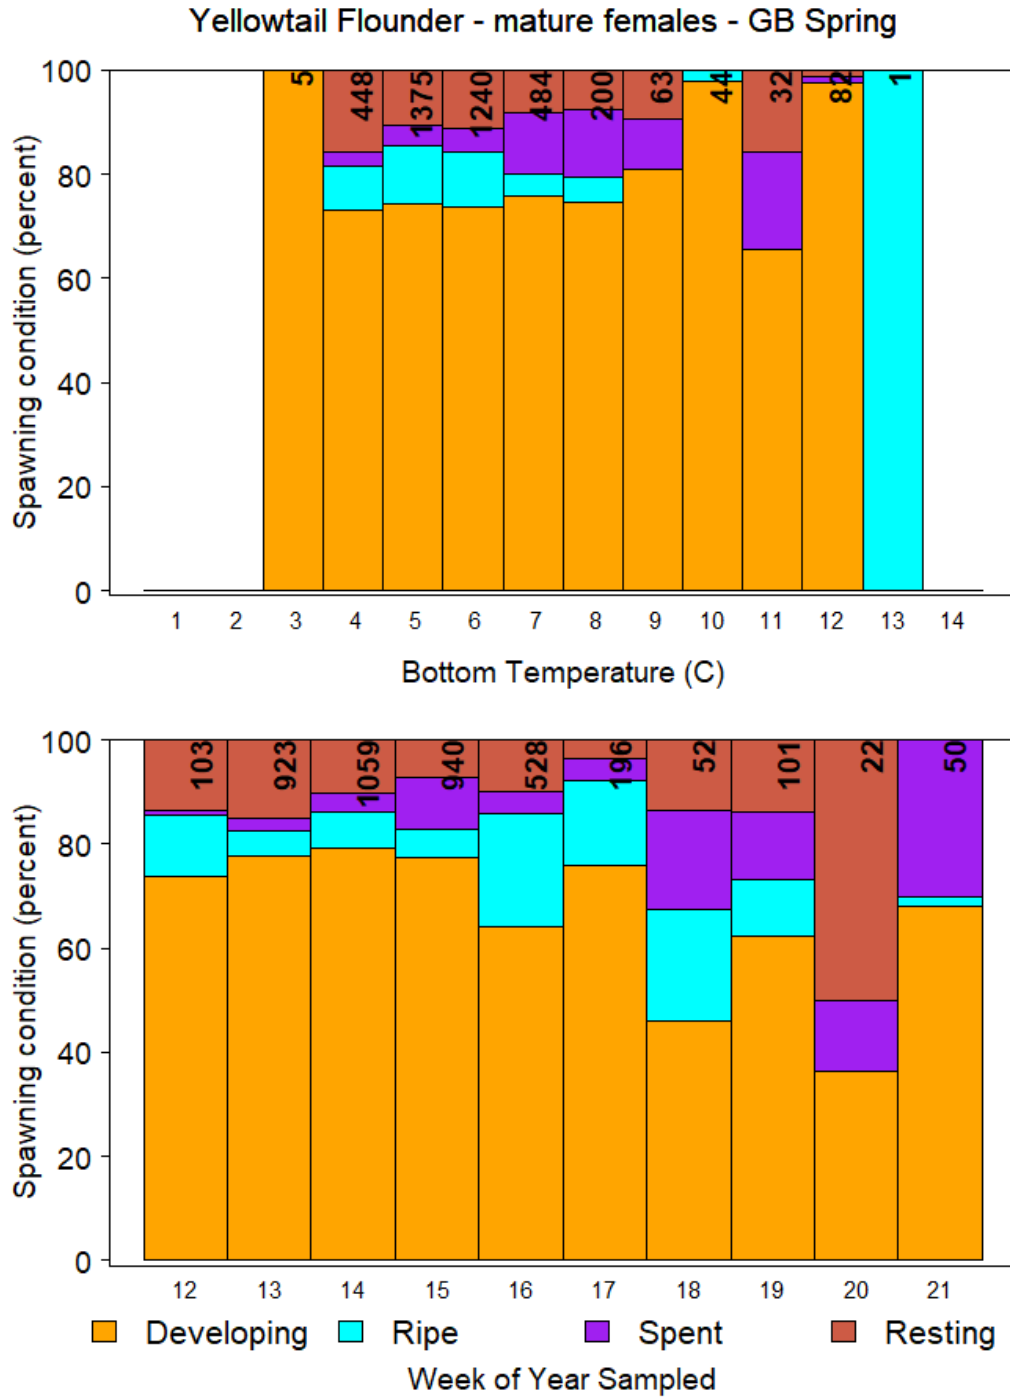 Yellowtail Flounder - mature females - GB Spring
Spawning condition (percent)
100
80
60
40
20
0
5 448 1375 1240 484 200 63 44 32 82 1
1 2 3 4 5 6 7 8 9 10 11 12 13 14
Bottom Temperature (C)
Spawning condition (percent)
100
80
60
40
20
0
103 923 1059 940 528 196 52 101 22 50
12 13 14 15 16 17 18 19 20 21
Developing Ripe Spent Resting
Week of Year Sampled